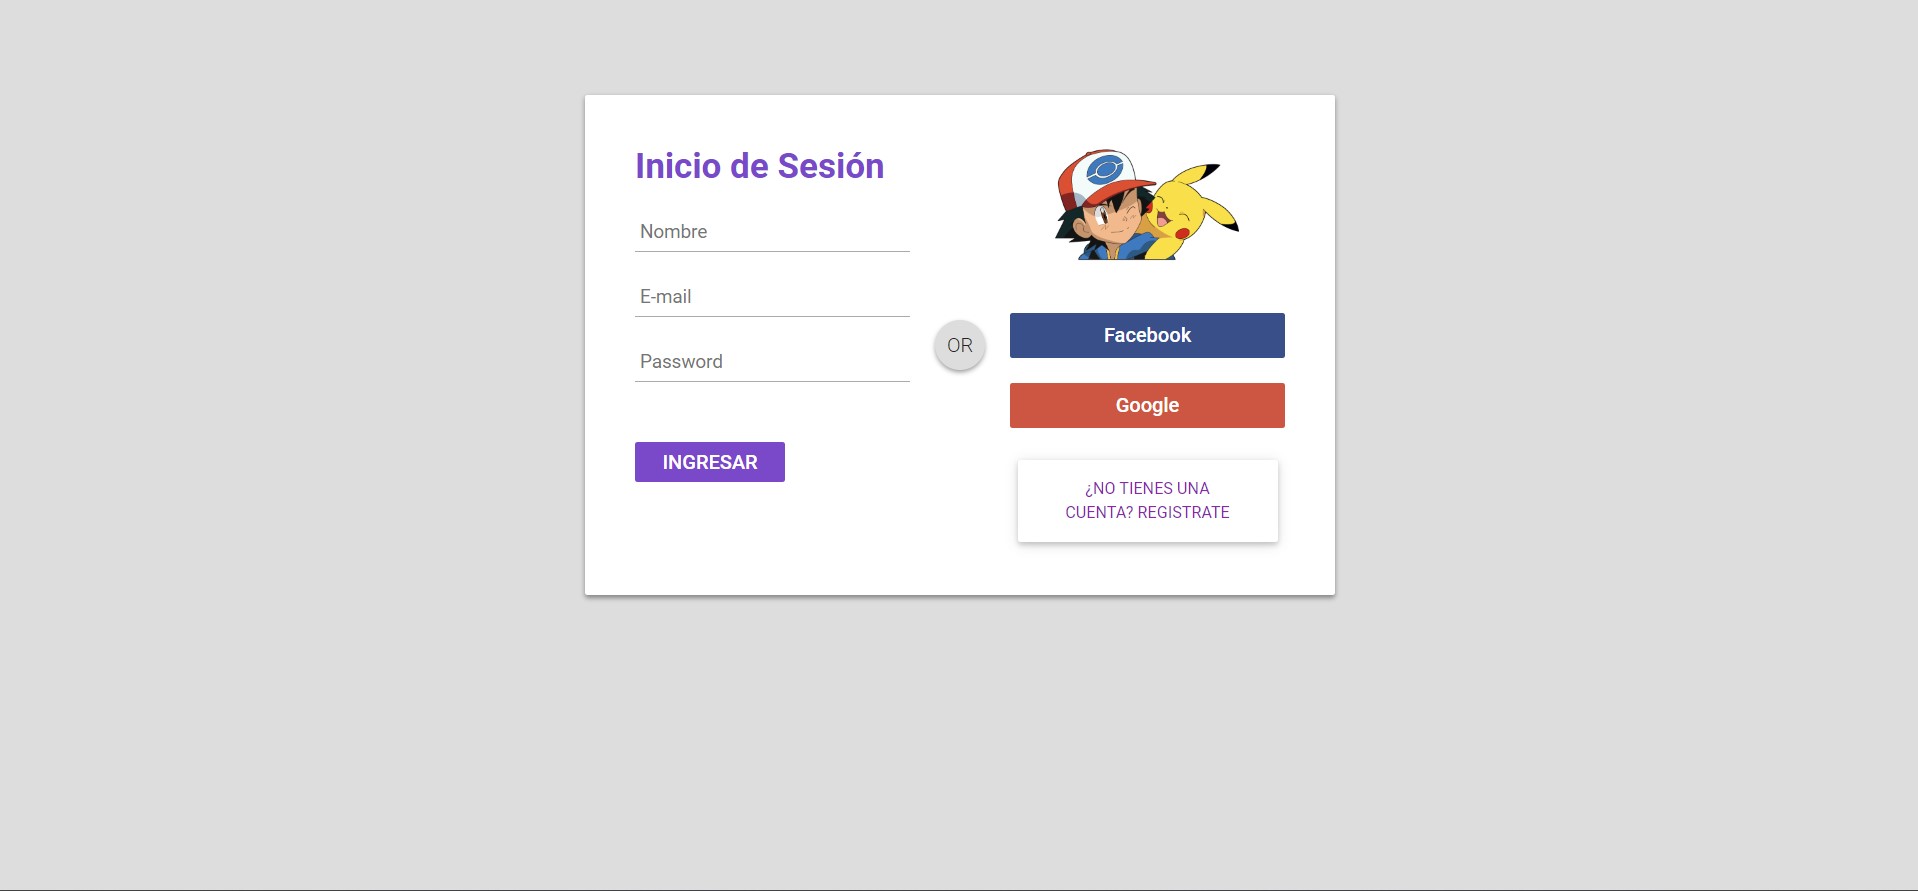 Inicio de Sesión
Nombre
E-mail
Password
INGRESAR
OR
Facebook
Google
¿NO TIENES UNA
CUENTA? REGISTRATE